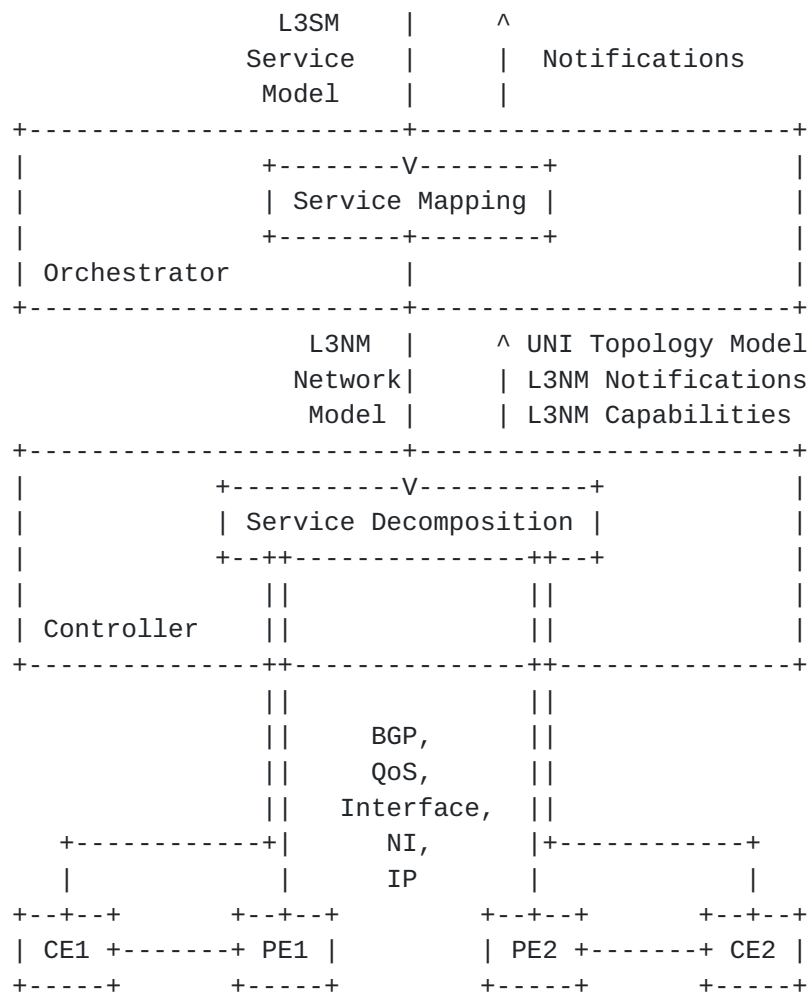 L3SM
Service Notifications
Model
Service Mapping
Orchestrator
L3NM UNI Topology Model
Network L3NM Notifications
Model L3NM Capabilities
Service Decomposition
Controller
BGP,
QoS,
Interface,
NI,
IP
CE1 PE1 PE2 CE2